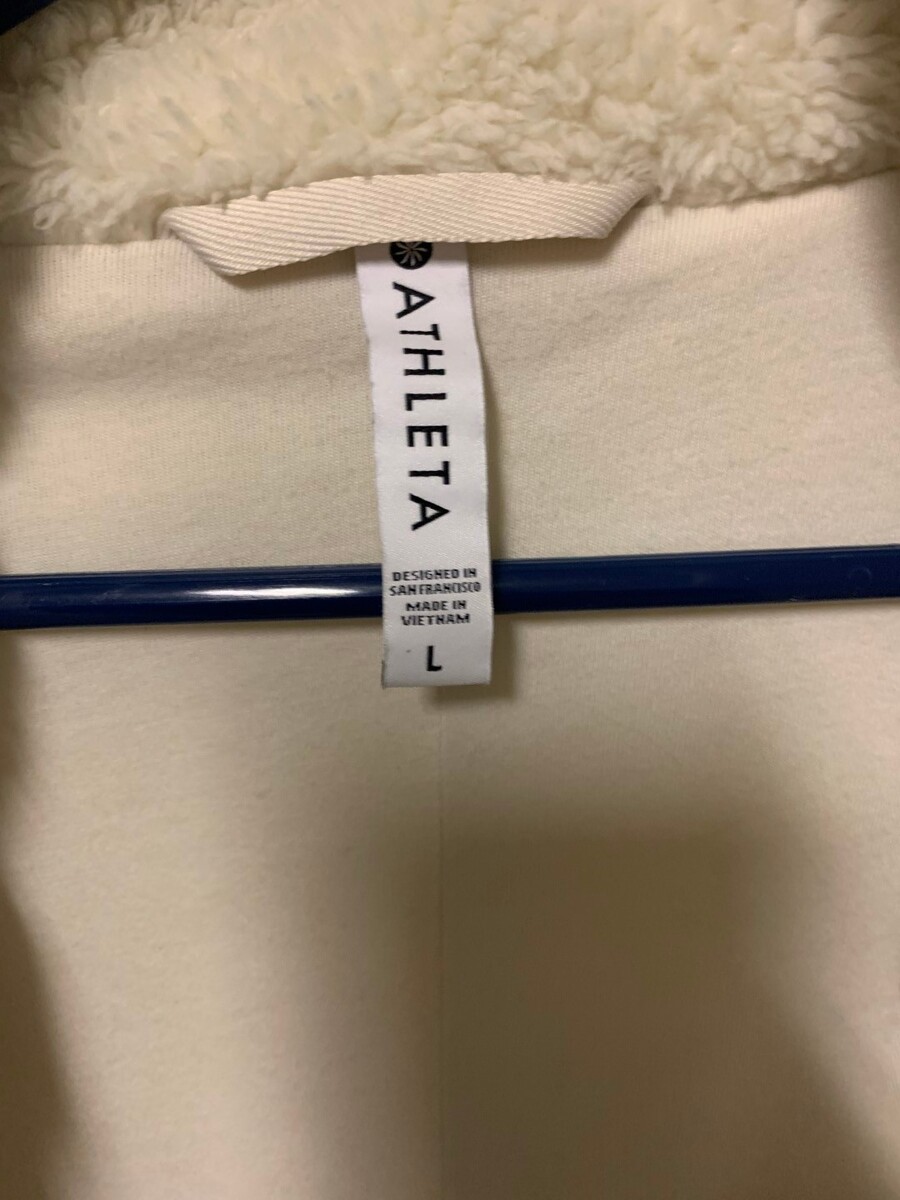 ATHLETA
DESIGNED IN
SAN FRANCISCO
MADE IN
VIETNAM
L